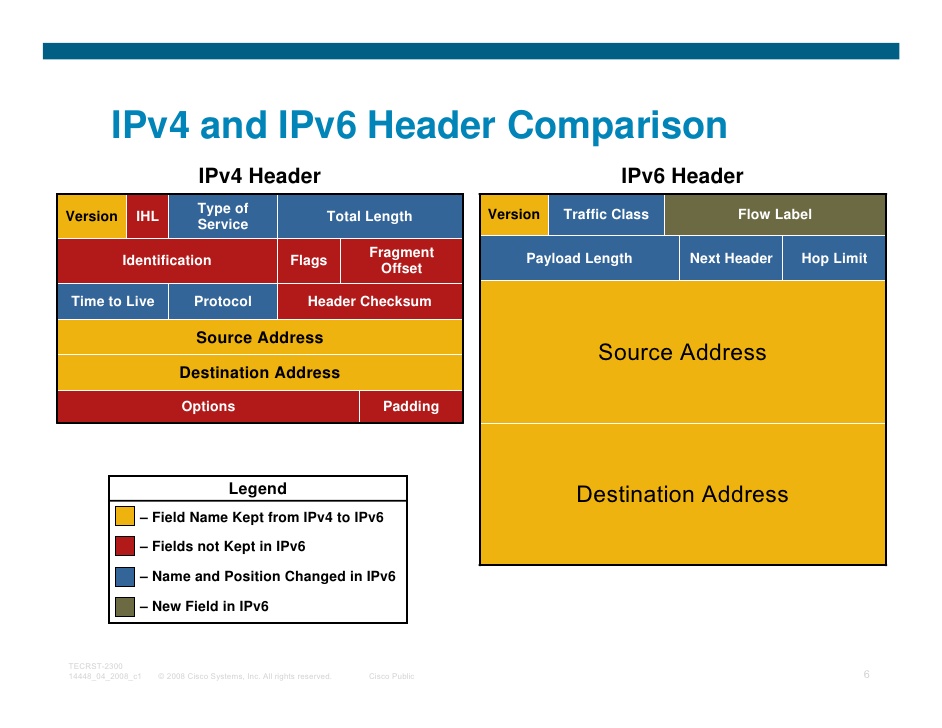 IPv4 and IPv6 Header Comparison
IPv4 Header
Version IHL Type of Service Total Length
Identification Flags Fragment Offset
Time to Live Protocol Header Checksum
Source Address
Destination Address
Options Padding
IPv6 Header
Version Traffic Class Flow Label
Payload Length Next Header Hop Limit
Source Address
Destination Address
Legend
– Field Name Kept from IPv4 to IPv6
– Fields not Kept in IPv6
– Name and Position Changed in IPv6
– New Field in IPv6
TECRST-2300
14448_04_2008_c1 © 2008 Cisco Systems, Inc. All rights reserved. Cisco Public 6